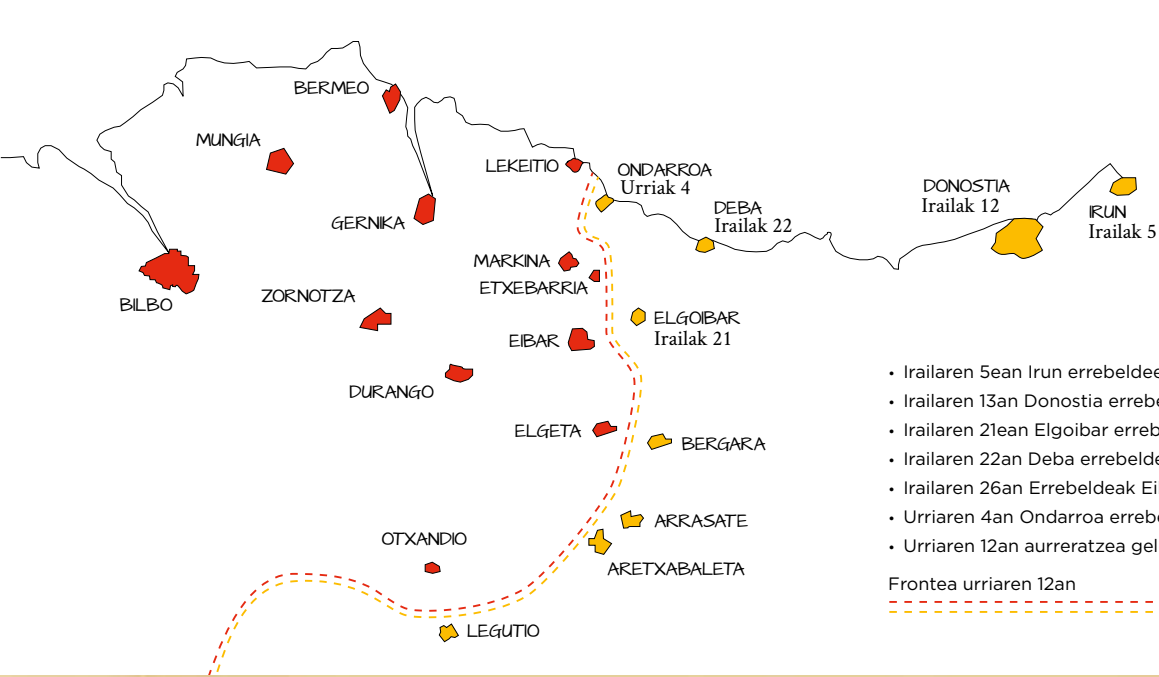 BERMEO
MUNGIA
LEKEITIO
ONDARROA
Urriak 4
DONOSTIA
Irailak 12
IRUN
Irailak 5
GERNIKA
DEBA
Irailak 22
MARKINA
ETXEBARRIA
BILBO
ZORNOTZA
ELGOIBAR
Irailak 21
EIBAR
DURANGO
ELGETA
BERGARA
ARRASATE
OTXANDIO
ARETXABALETA
LEGUTIO
• Irailaren 5ean Irun errebeldee
• Irailaren 13an Donostia errebe
• Irailaren 21ean Elgoibar erreb
• Irailaren 22an Deba errebelde
• Irailaren 26an Errebeldeak Ei
• Urriaren 4an Ondarroa errebe
• Urriaren 12an aurreratzea gel
Frontea urriaren 12an